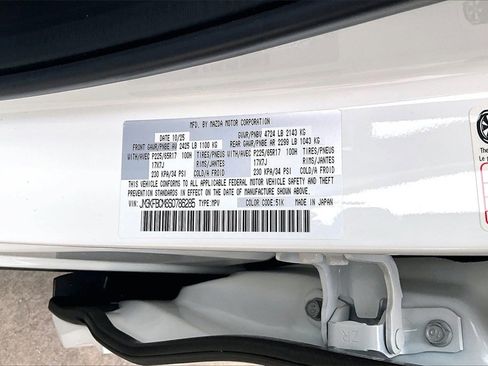 MFD. BY MAZDA MOTOR CORPORATION
DATE 10/25 GVWR/PNBV 4724 LB 2143 KG
FRONT GAWR/PNBE AV 2425 LB 1100 KG REAR GAWR/PNBE AR 2299 LB 1043 KG
WITH/AVEC P225/65R17 100H TIRES/PNEUS WITH/AVEC P225/65R17 100H TIRES/PNEUS
17X7J RIMS/JANTES 17X7J RIMS/JANTES
230 KPA/34 PSI COLD/A FROID 230 KPA/34 PSI COLD/A FROID
THIS VEHICLE CONFORMS TO ALL APPLICABLE FEDERAL MOTOR VEHICLE SAFETY AND THEFT
PREVENTION STANDARDS IN EFFECT ON THE DATE OF MANUFACTURE SHOWN ABOVE.
VIN: TYPE:MPV COLOR CODE:51K MADE IN JAPAN
ZR